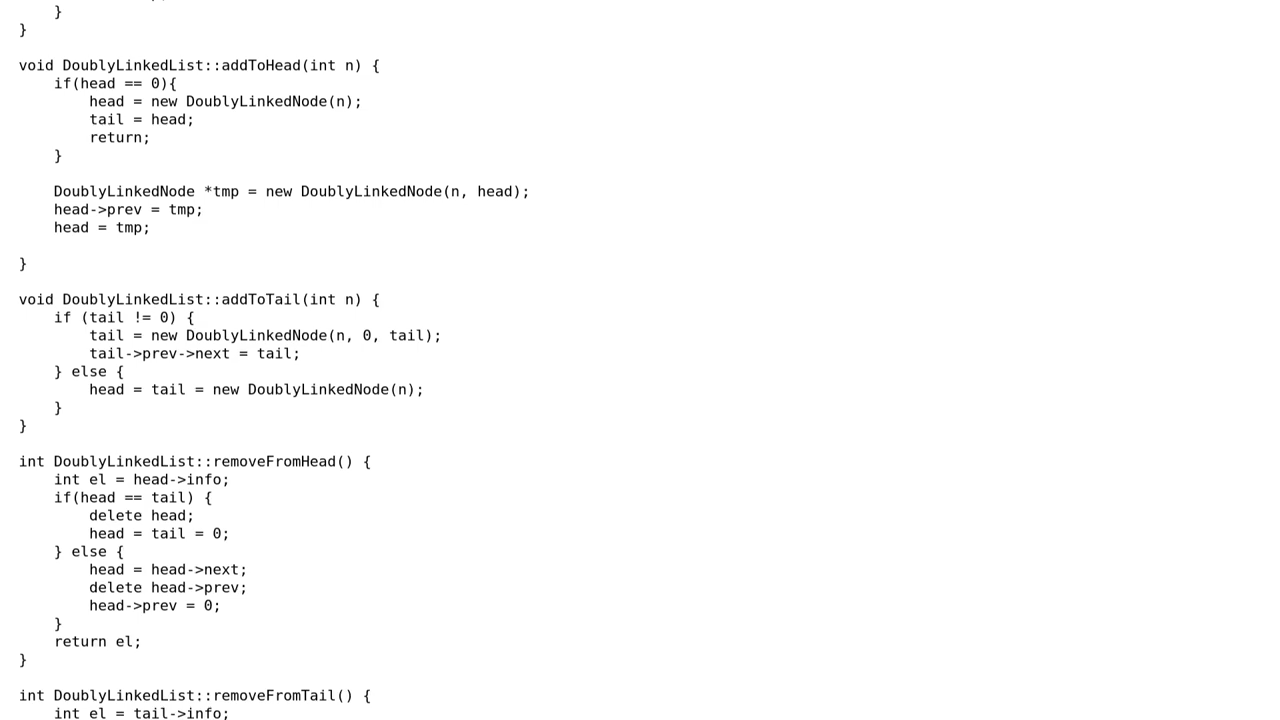 }
}

void DoublyLinkedList::addToHead(int n) {
    if(head == 0){
        head = new DoublyLinkedNode(n);
        tail = head;
        return;
    }

    DoublyLinkedNode *tmp = new DoublyLinkedNode(n, head);
    head->prev = tmp;
    head = tmp;

}

void DoublyLinkedList::addToTail(int n) {
    if (tail != 0) {
        tail = new DoublyLinkedNode(n, 0, tail);
        tail->prev->next = tail;
    } else {
        head = tail = new DoublyLinkedNode(n);
    }
}

int DoublyLinkedList::removeFromHead() {
    int el = head->info;
    if(head == tail) {
        delete head;
        head = tail = 0;
    } else {
        head = head->next;
        delete head->prev;
        head->prev = 0;
    }
    return el;
}

int DoublyLinkedList::removeFromTail() {
    int el = tail->info;